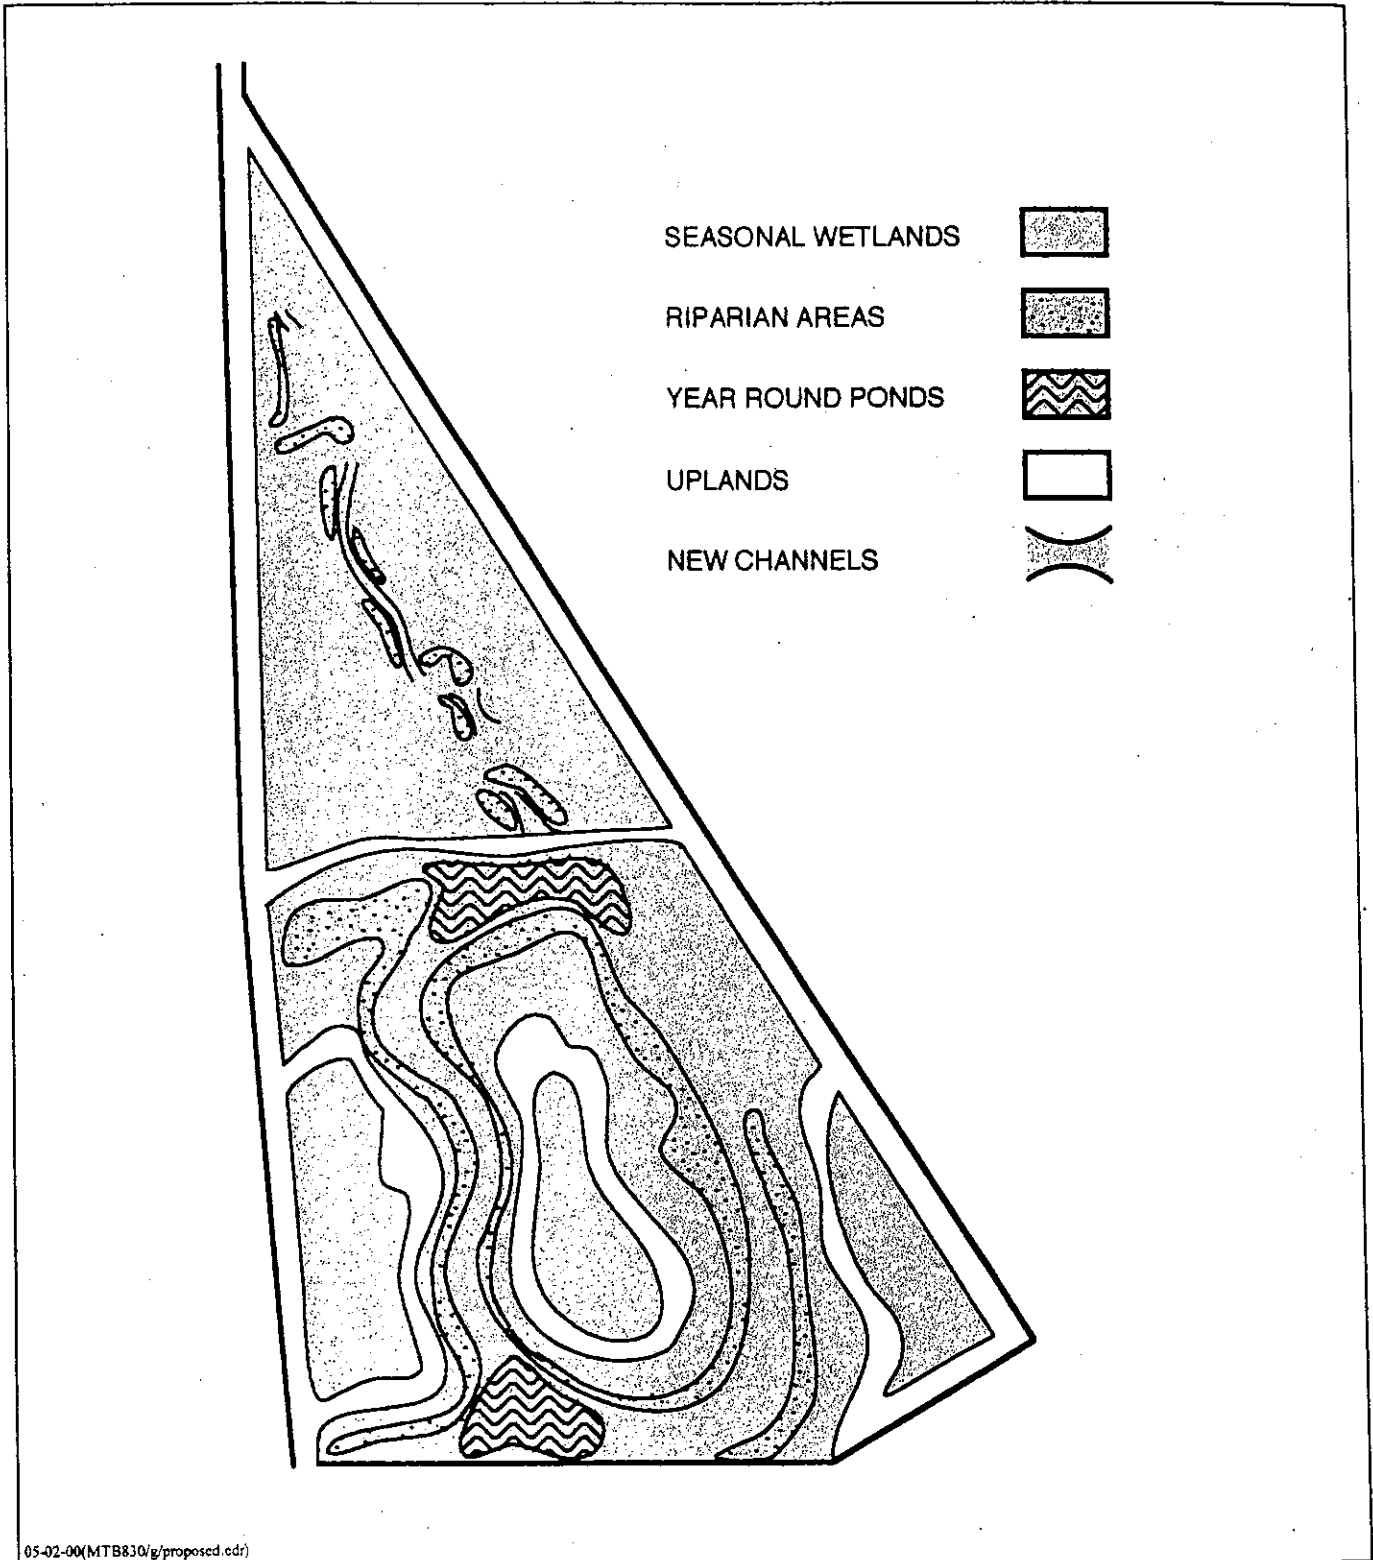 SEASONAL WETLANDS
RIPARIAN AREAS
YEAR ROUND PONDS
UPLANDS
NEW CHANNELS
05-02-00(MTB830/g/proposed.cdr)